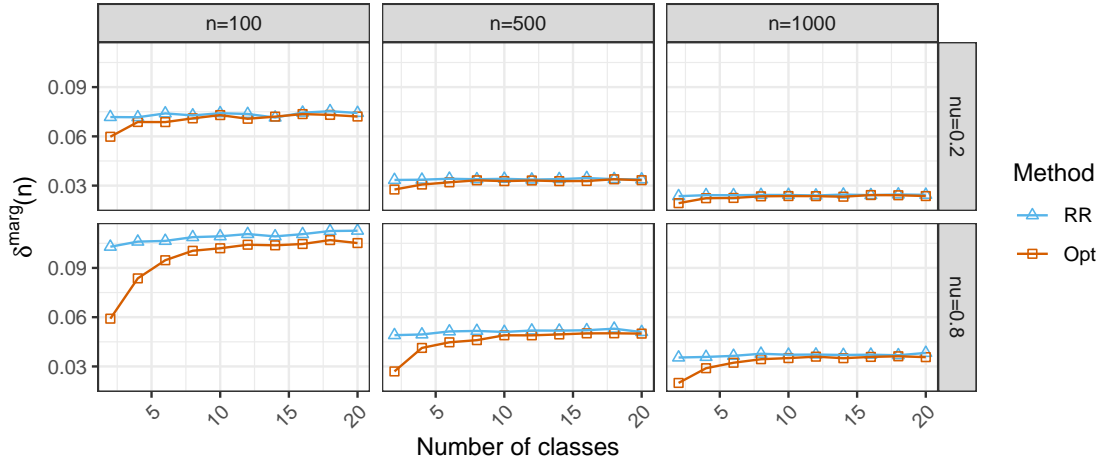 n=100 n=500 n=1000
0.09
0.06
0.03
nu=0.2
0.09
0.06
0.03
nu=0.8
δ^marg(n)
5 10 15 20 5 10 15 20 5 10 15 20
Number of classes
Method
RR
Opt